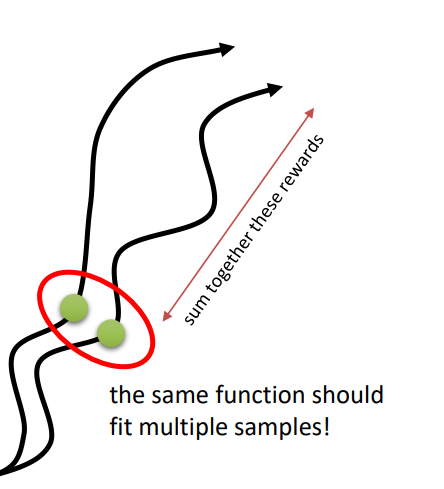 sum together these rewards
the same function should
fit multiple samples!